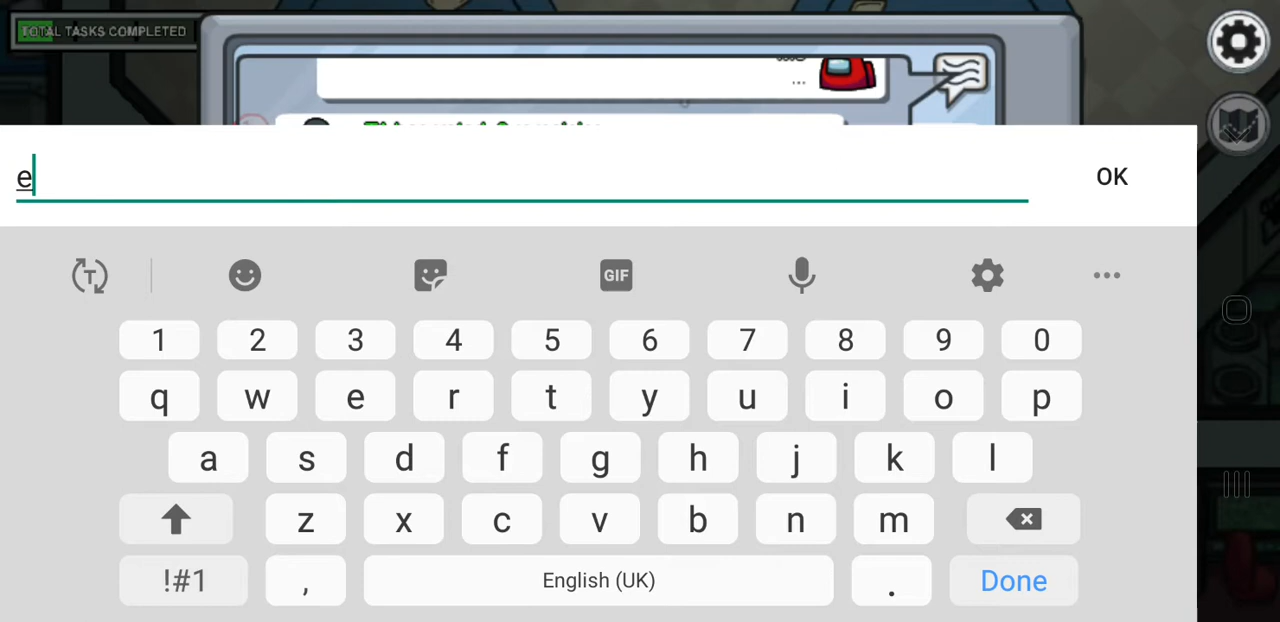 TOTAL TASKS COMPLETED
...
e
OK
T
GIF
...
1 2 3 4 5 6 7 8 9 0
q w e r t y u i o p
a s d f g h j k l
z x c v b n m
!#1 , English (UK) . Done